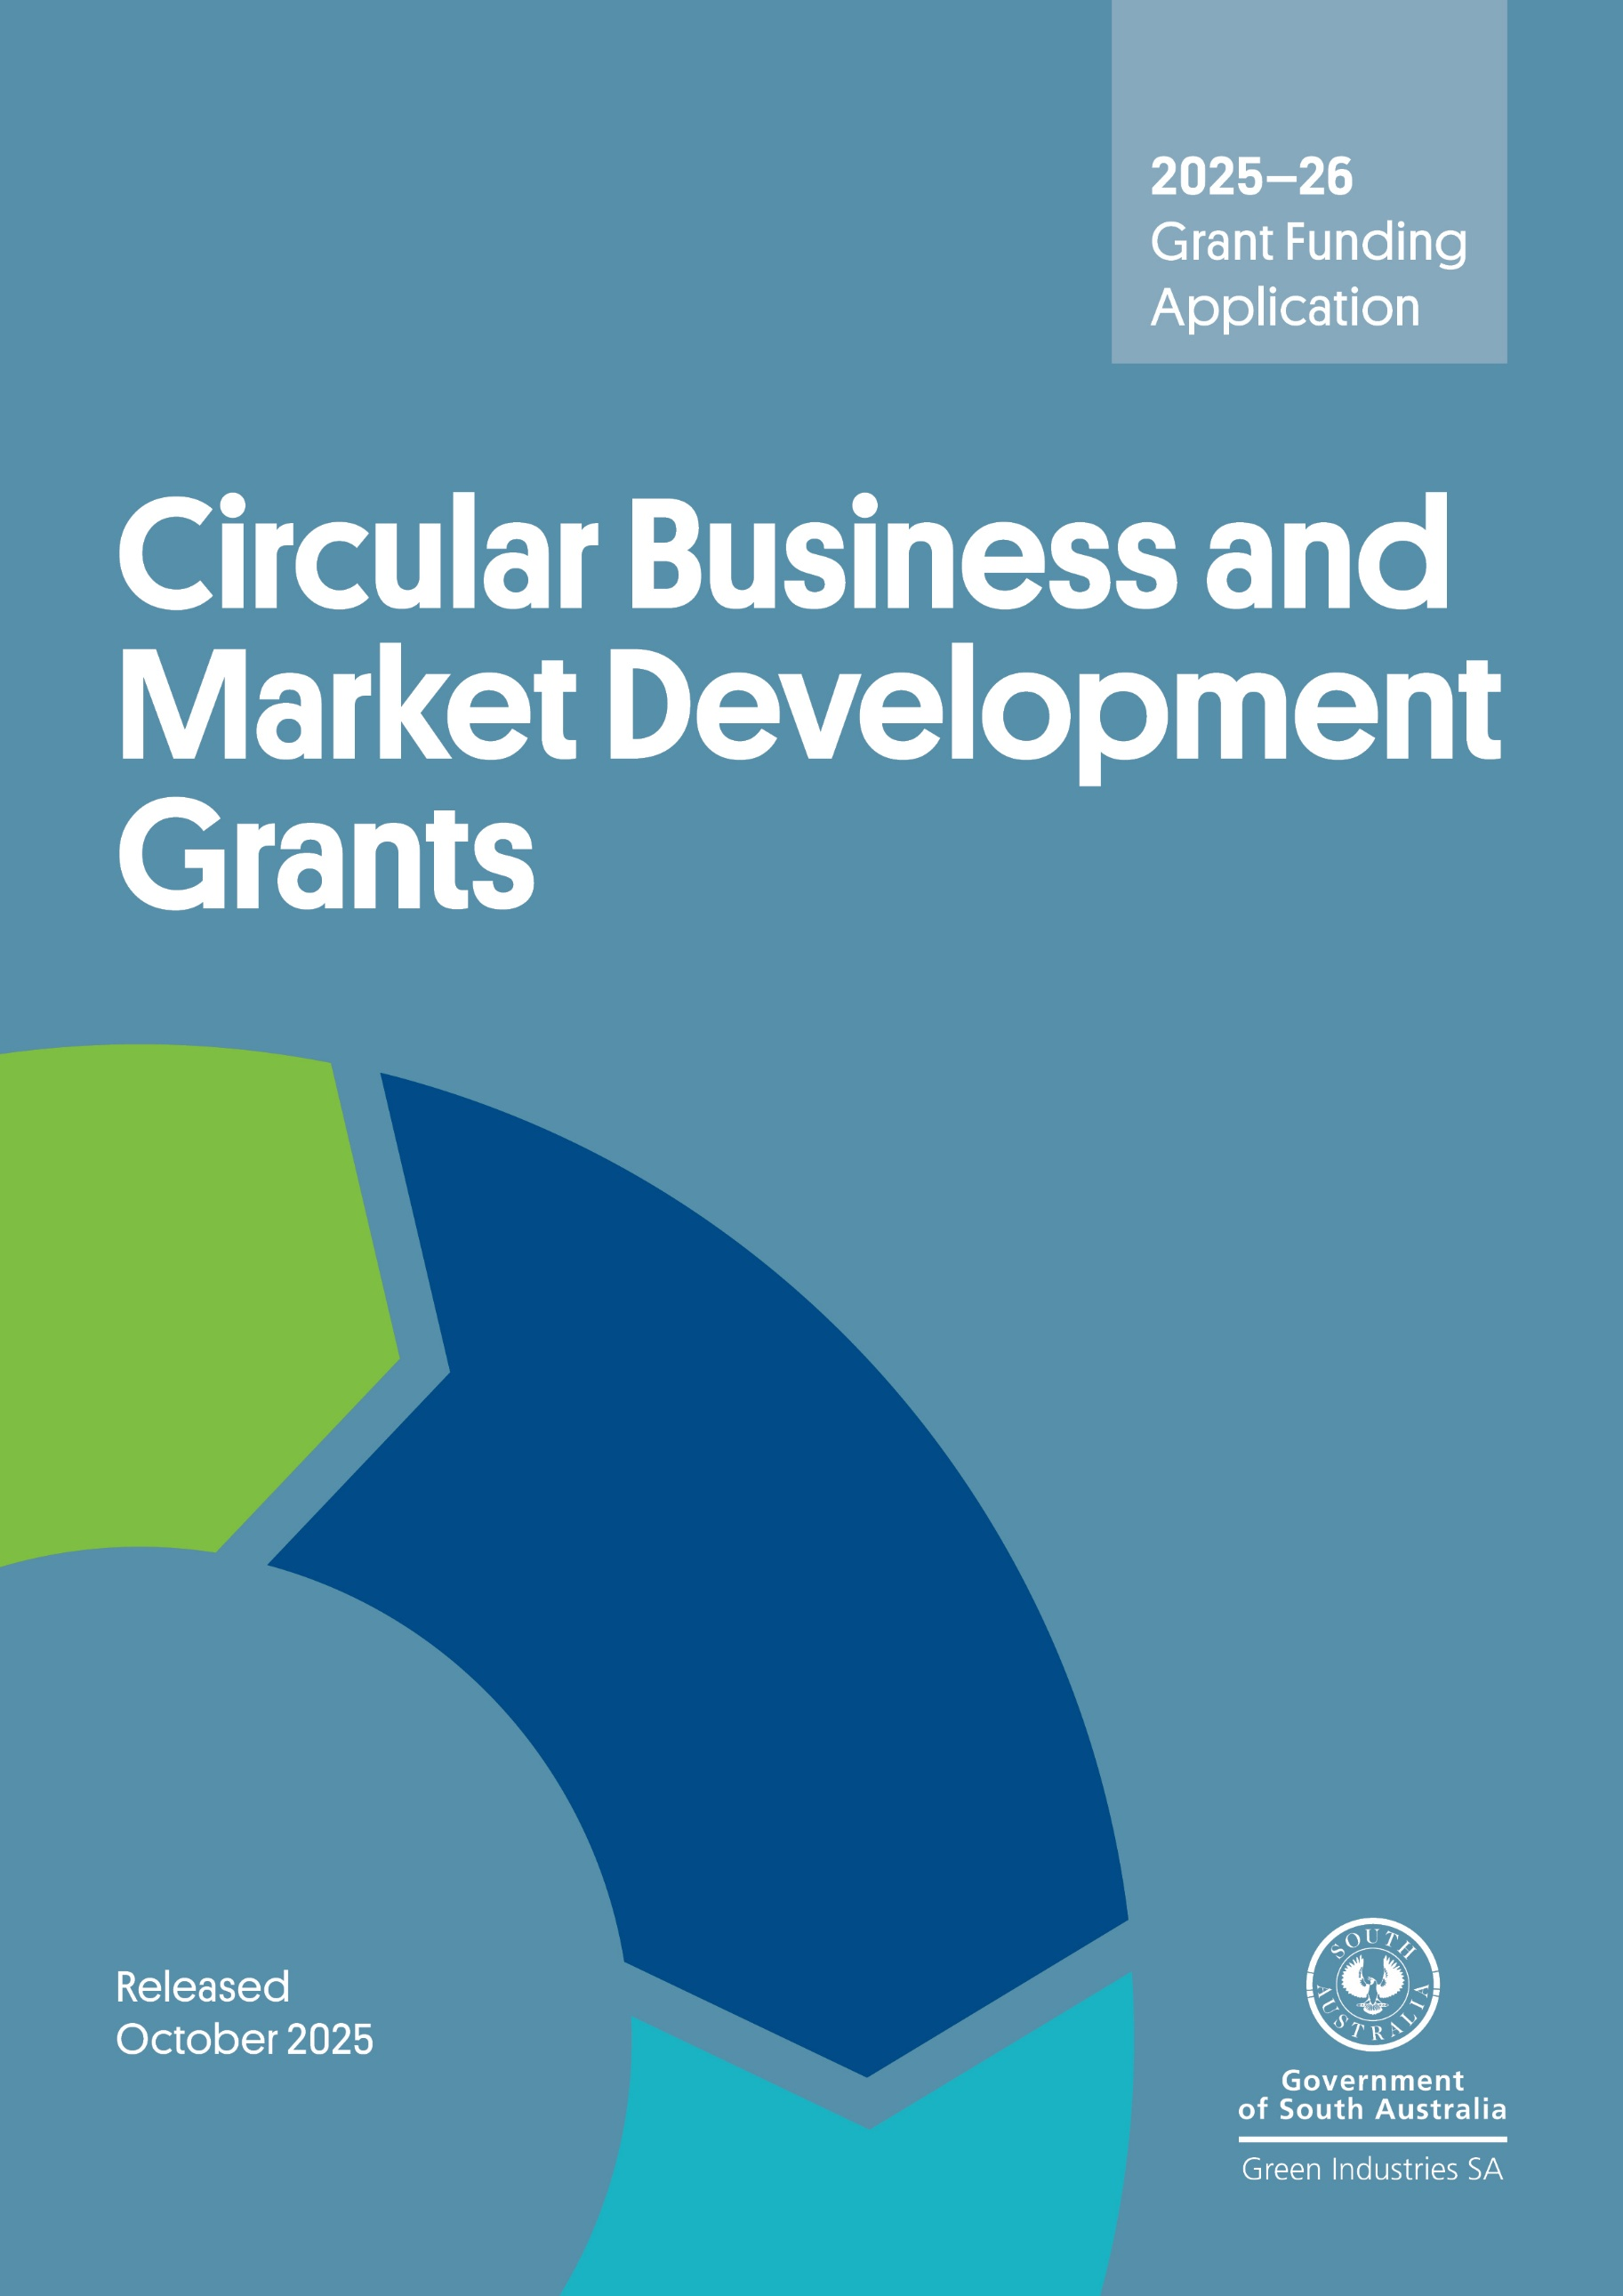 2025–26
Grant Funding
Application
Circular Business and
Market Development
Grants
Released
October 2025
SOUTH
AUSTRALIA
Government
of South Australia
Green Industries SA